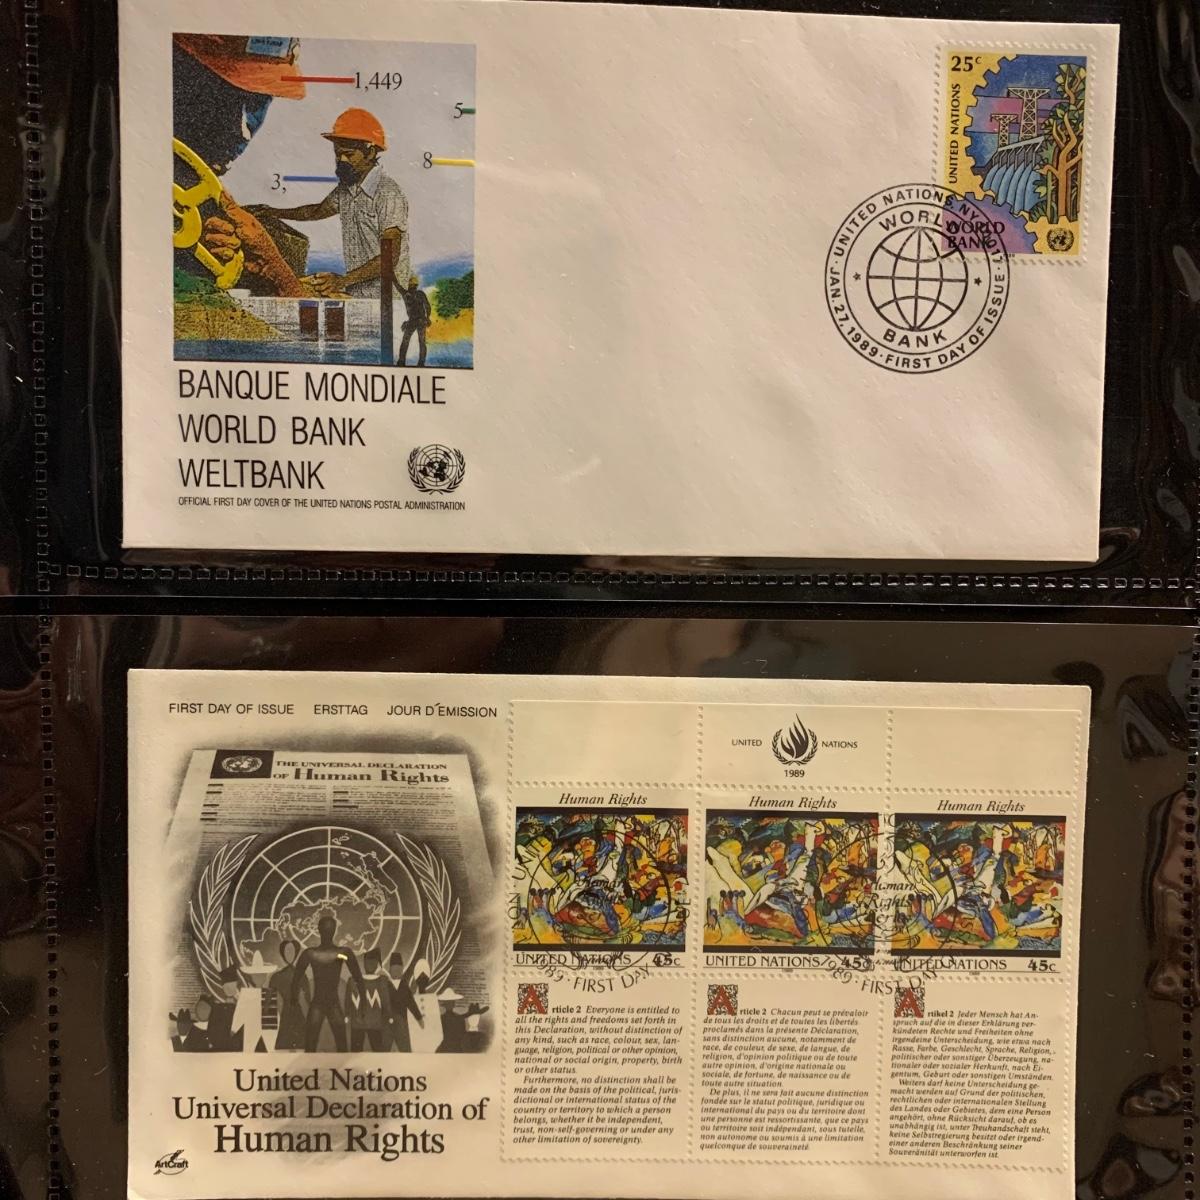 1,449
5
8
3,
BANQUE MONDIALE
WORLD BANK
WELTBANK
OFFICIAL FIRST DAY COVER OF THE UNITED NATIONS POSTAL ADMINISTRATION
25c
UNITED NATIONS
WORLD
BANK
UNITED NATIONS, NY 10017
WORLD
BANK
JAN. 27, 1989 · FIRST DAY OF ISSUE
FIRST DAY OF ISSUE ERSTTAG JOUR D'ÉMISSION
THE UNIVERSAL DECLARATION
OF Human Rights
United Nations
Universal Declaration of
Human Rights
ArtCraft
UNITED NATIONS
1989
Human Rights
UNITED NATIONS 45c
1989
Human Rights
UNITED NATIONS 45c
1989
Human Rights
UNITED NATIONS 45c
Human
Rights
1989 · FIRST DAY
Human
Rights
Series
1989 · FIRST DAY
Article 2 Everyone is entitled to
all the rights and freedoms set forth in
this Declaration, without distinction of
any kind, such as race, colour, sex, lan-
guage, religion, political or other opinion,
national or social origin, property, birth
or other status.
Furthermore, no distinction shall be
made on the basis of the political, juris-
dictional or international status of the
country or territory to which a person
belongs, whether it be independent,
trust, non-self-governing or under any
other limitation of sovereignty.
Article 2 Chacun peut se prévaloir
de tous les droits et de toutes les libertés
proclamés dans la présente Déclaration,
sans distinction aucune, notamment de
race, de couleur, de sexe, de langue, de
religion, d'opinion politique ou de toute
autre opinion, d'origine nationale ou
sociale, de fortune, de naissance ou de
toute autre situation.
De plus, il ne sera fait aucune distinction
fondée sur le statut politique, juridique ou
international du pays ou du territoire dont
une personne est ressortissante, que ce pays
ou territoire soit indépendant, sous tutelle,
non autonome ou soumis à une limitation
quelconque de souveraineté.
Artikel 2 Jeder Mensch hat An-
spruch auf die in dieser Erklärung ver-
kündeten Rechte und Freiheiten ohne
irgendeine Unterscheidung, wie etwa nach
Rasse, Farbe, Geschlecht, Sprache, Religion,
politischer oder sonstiger Überzeugung, na-
tionaler oder sozialer Herkunft, nach Ei-
gentum, Geburt oder sonstigen Umständen.
Weiters darf keine Unterscheidung ge-
macht werden auf Grund der politischen,
rechtlichen oder internationalen Stellung
des Landes oder Gebietes, dem eine Person
angehört, ohne Rücksicht darauf, ob es
unabhängig ist, unter Treuhandschaft steht,
keine Selbstregierung besitzt oder irgend-
einer anderen Beschränkung seiner
Souveränität unterworfen ist.